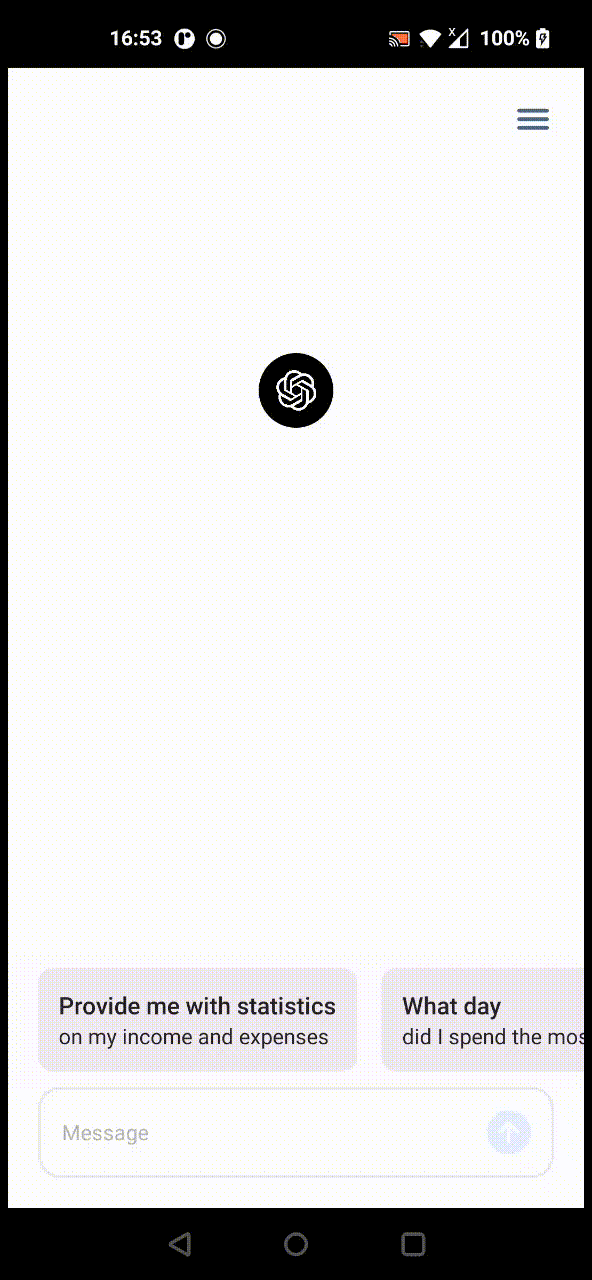 16:53
X
100%
Provide me with statistics
on my income and expenses
What day
did I spend the mos
Message